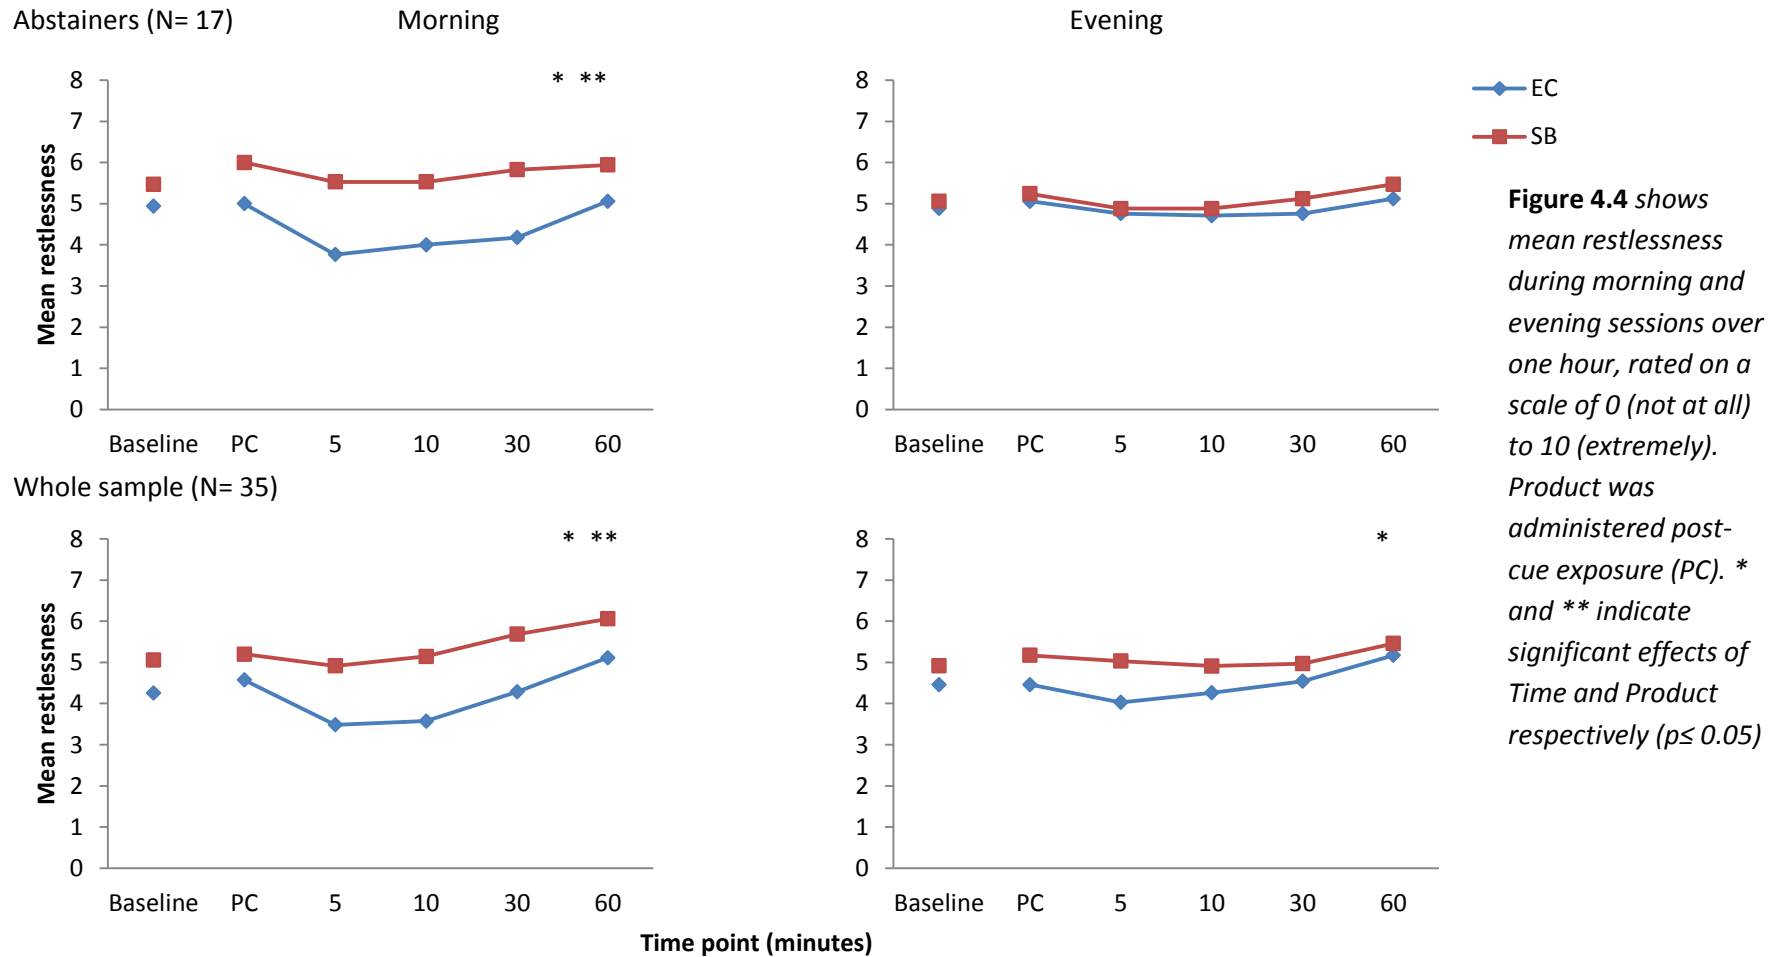 Abstainers (N= 17)
Morning
Evening
* **
8
7
6
5
4
3
2
1
0
Mean restlessness
Baseline PC 5 10 30 60
8
7
6
5
4
3
2
1
0
Baseline PC 5 10 30 60
EC
SB
Whole sample (N= 35)
* **
8
7
6
5
4
3
2
1
0
Mean restlessness
Baseline PC 5 10 30 60
*
8
7
6
5
4
3
2
1
0
Baseline PC 5 10 30 60
Time point (minutes)
Figure 4.4 shows
mean restlessness
during morning and
evening sessions over
one hour, rated on a
scale of 0 (not at all)
to 10 (extremely).
Product was
administered post-
cue exposure (PC). *
and ** indicate
significant effects of
Time and Product
respectively (p≤ 0.05)